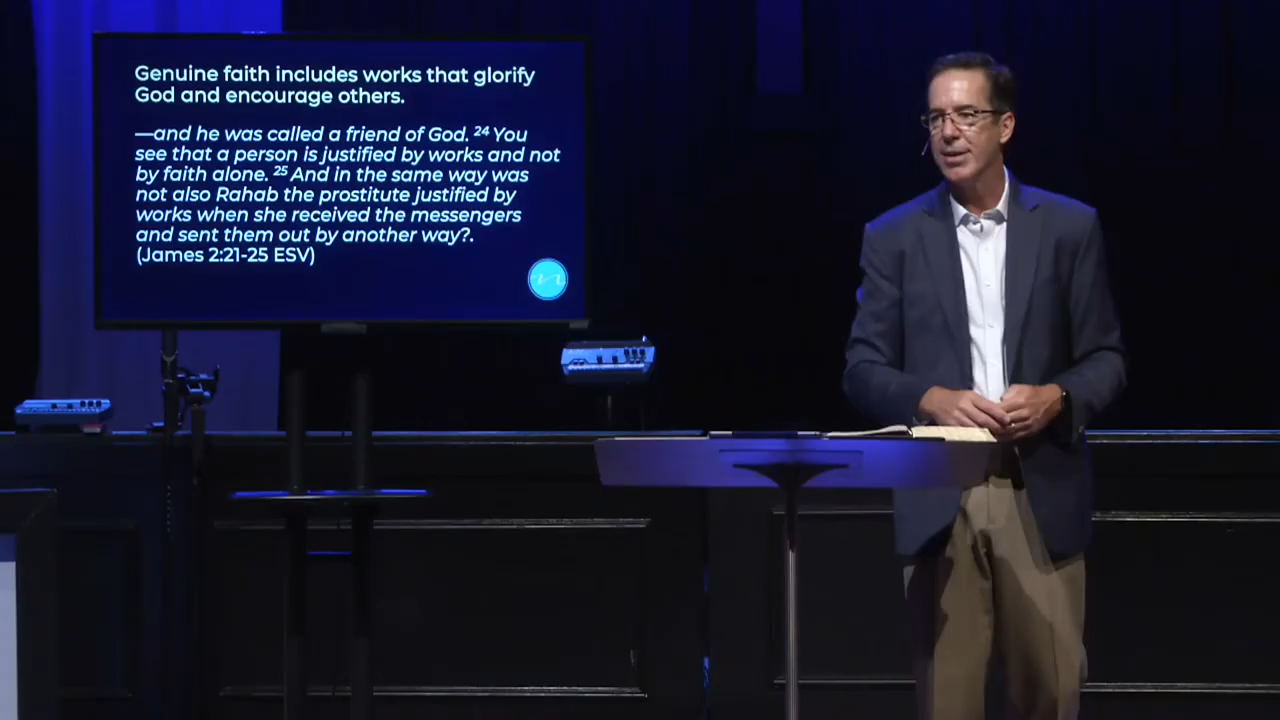 Genuine faith includes works that glorify
God and encourage others.
—and he was called a friend of God. ²⁴ You
see that a person is justified by works and not
by faith alone. ²⁵ And in the same way was
not also Rahab the prostitute justified by
works when she received the messengers
and sent them out by another way?.
(James 2:21-25 ESV)